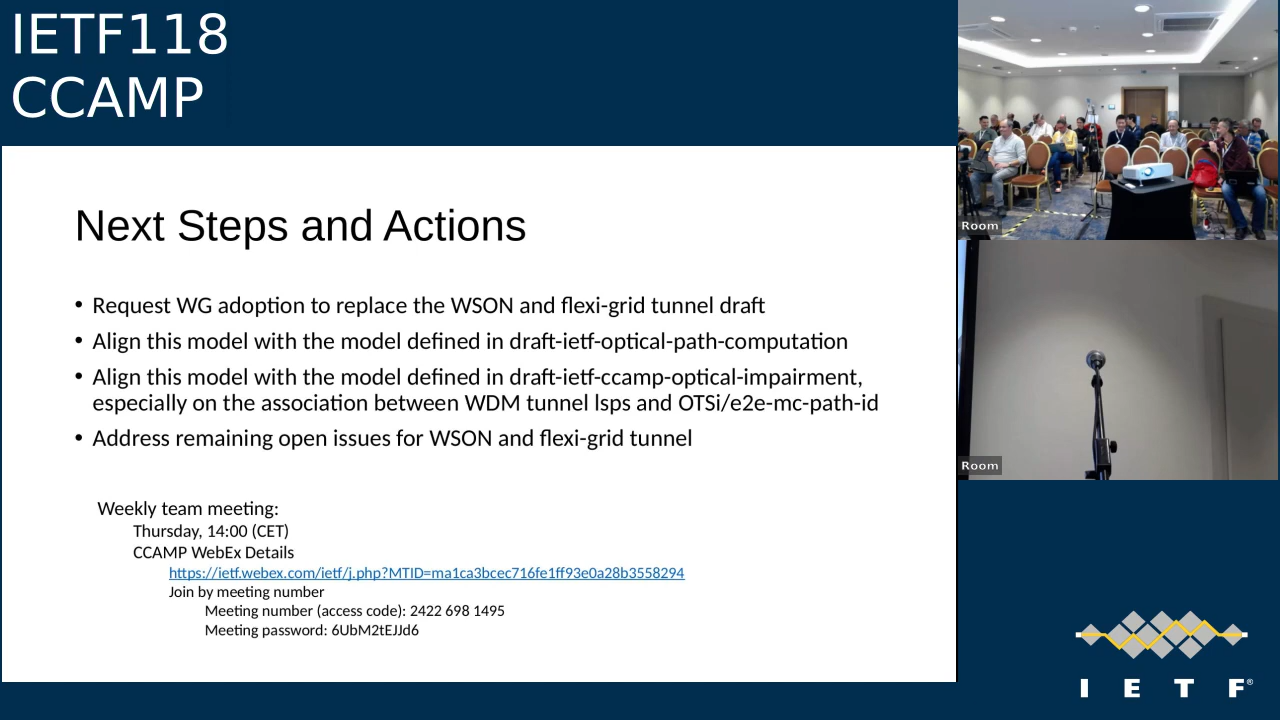 IETF118
CCAMP
Next Steps and Actions
• Request WG adoption to replace the WSON and flexi-grid tunnel draft
• Align this model with the model defined in draft-ietf-optical-path-computation
• Align this model with the model defined in draft-ietf-ccamp-optical-impairment,
especially on the association between WDM tunnel lsps and OTSi/e2e-mc-path-id
• Address remaining open issues for WSON and flexi-grid tunnel
Weekly team meeting:
Thursday, 14:00 (CET)
CCAMP WebEx Details
https://ietf.webex.com/ietf/j.php?MTID=ma1ca3bcec716fe1ff93e0a28b3558294
Join by meeting number
Meeting number (access code): 2422 698 1495
Meeting password: 6UbM2tEJJd6
Room
Room
I E T F®